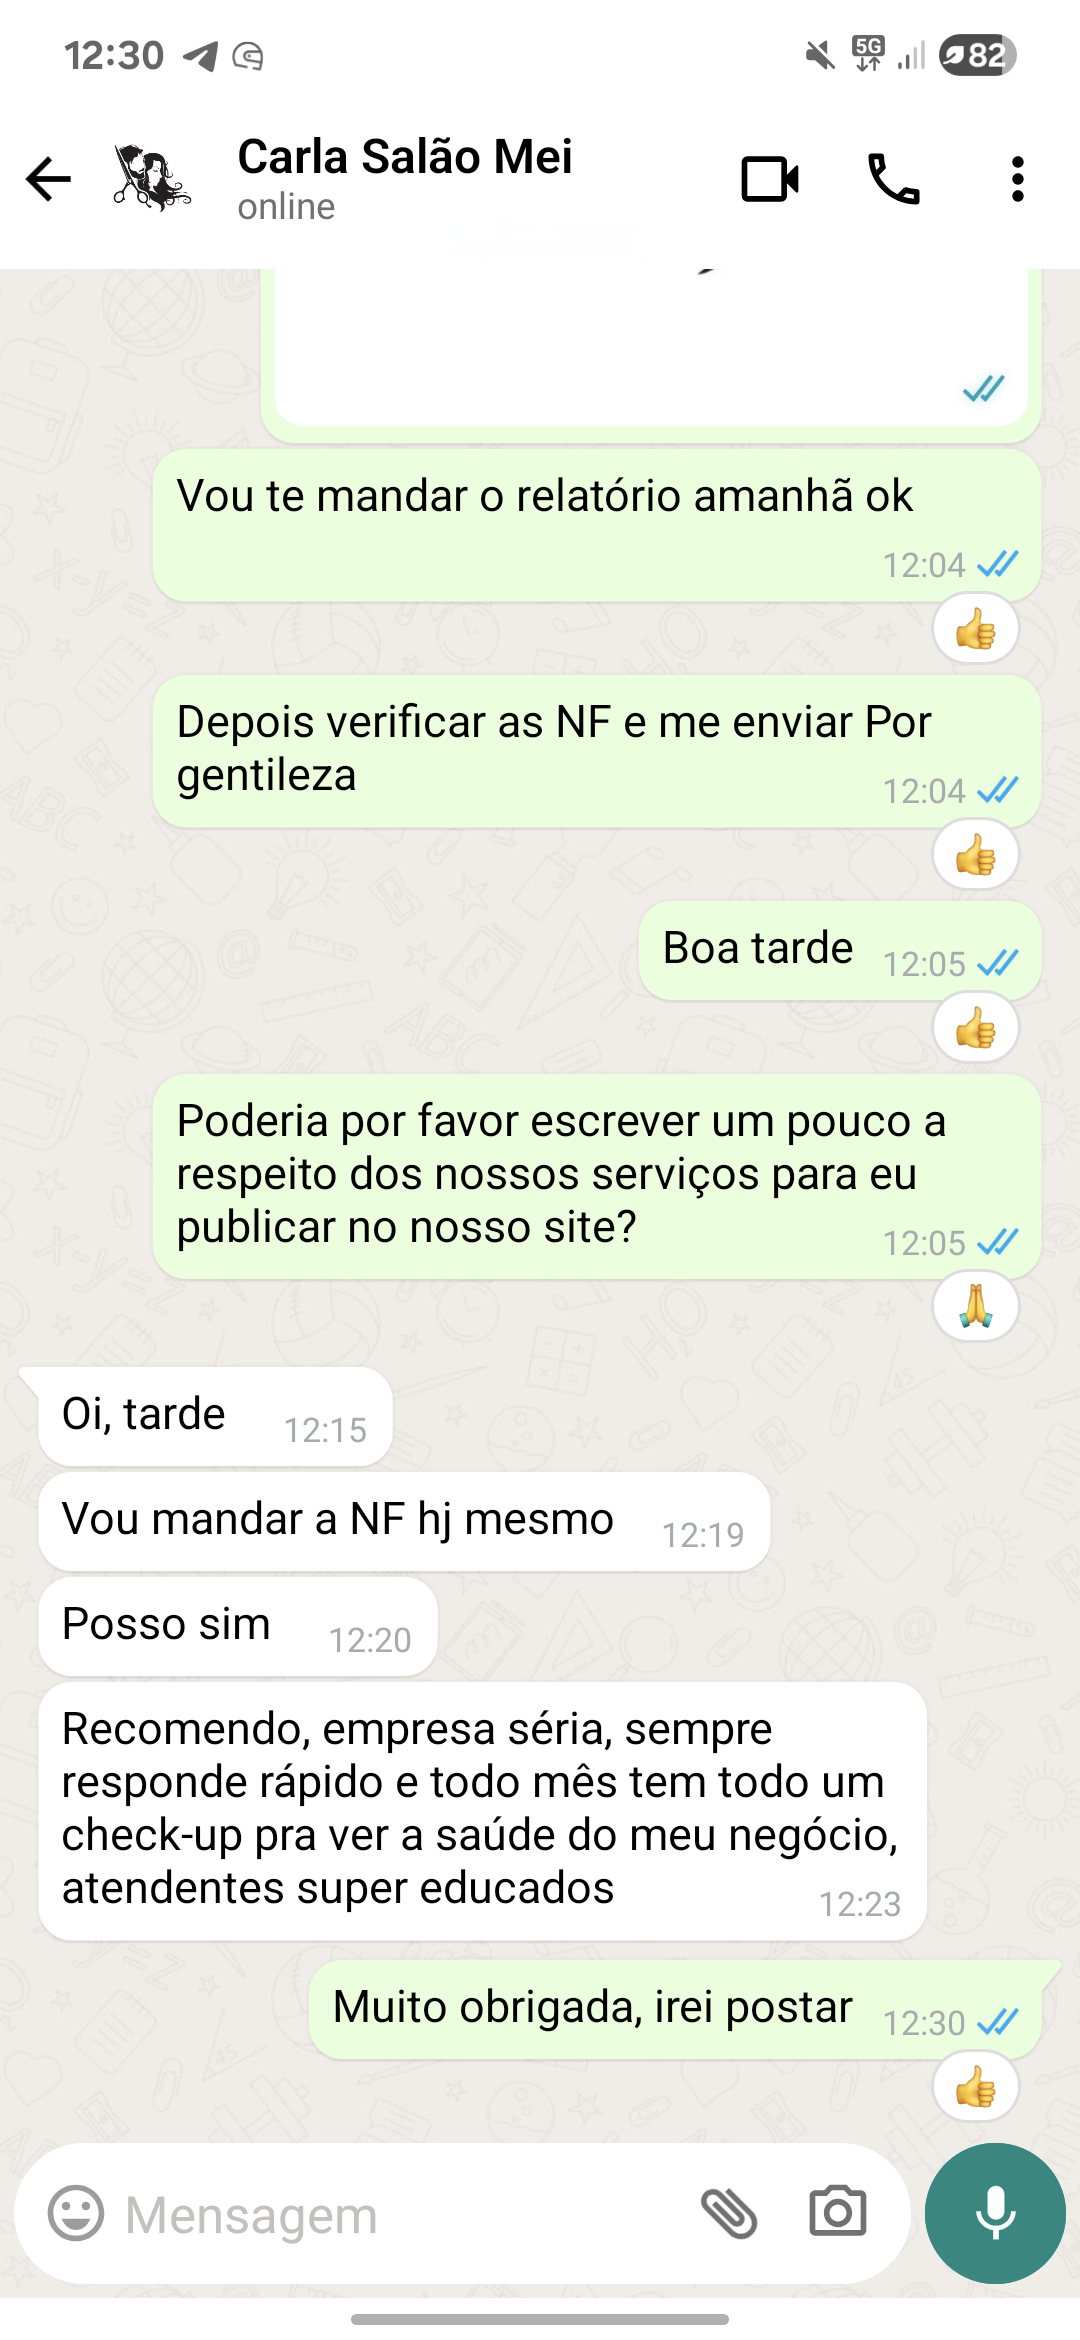 12:30
5G
82
Carla Salão Mei
online
Vou te mandar o relatório amanhã ok
12:04
Depois verificar as NF e me enviar Por
gentileza
12:04
Boa tarde
12:05
Poderia por favor escrever um pouco a
respeito dos nossos serviços para eu
publicar no nosso site?
12:05
Oi, tarde
12:15
Vou mandar a NF hj mesmo
12:19
Posso sim
12:20
Recomendo, empresa séria, sempre
responde rápido e todo mês tem todo um
check-up pra ver a saúde do meu negócio,
atendentes super educados
12:23
Muito obrigada, irei postar
12:30
Mensagem